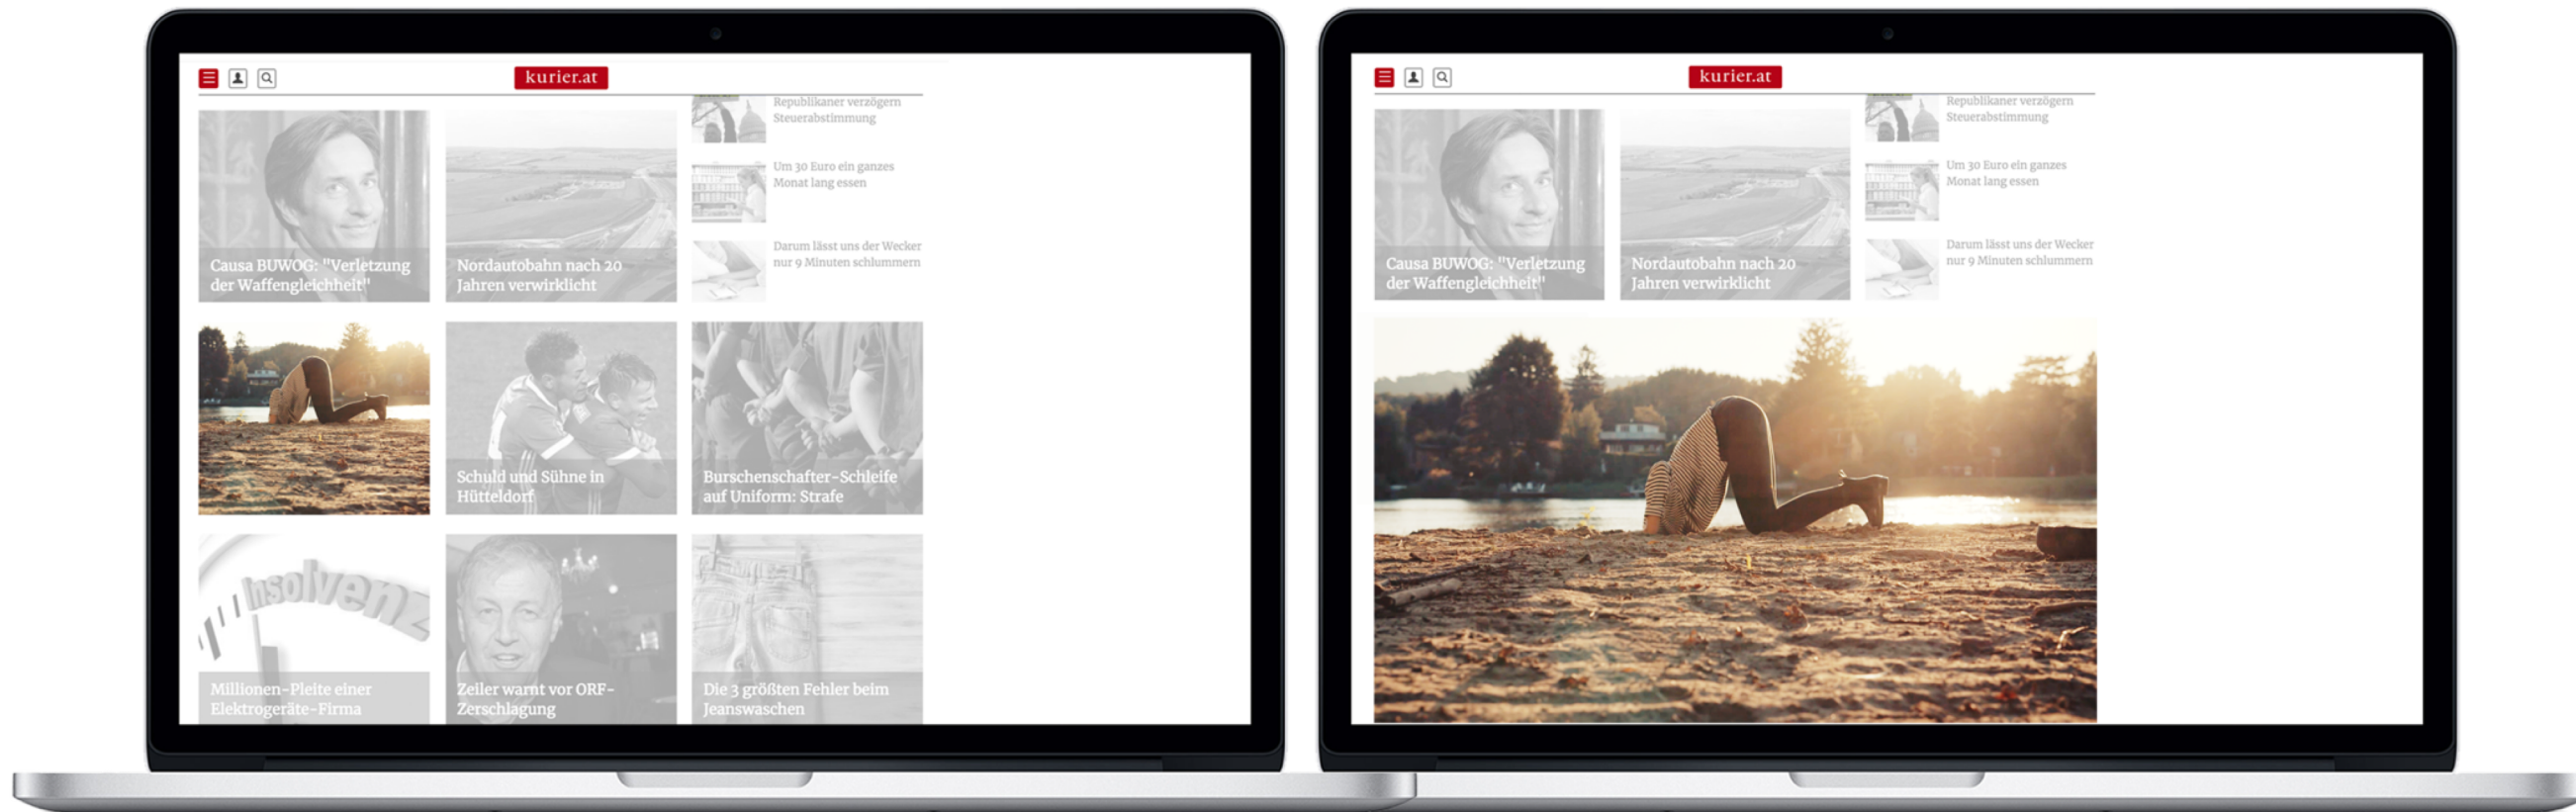 kurier.at
Causa BUWOG: "Verletzung
der Waffengleichheit"
Nordautobahn nach 20
Jahren verwirklicht
Republikaner verzögern
Steuerabstimmung
Um 30 Euro ein ganzes
Monat lang essen
Darum lässt uns der Wecker
nur 9 Minuten schlummern
Schuld und Sühne in
Hütteldorf
Burschenschafter-Schleife
auf Uniform: Strafe
Insolvenz
Millionen-Pleite einer
Elektrogeräte-Firma
Zeiler warnt vor ORF-
Zerschlagung
Die 3 größten Fehler beim
Jeanswaschen
kurier.at
Causa BUWOG: "Verletzung
der Waffengleichheit"
Nordautobahn nach 20
Jahren verwirklicht
Republikaner verzögern
Steuerabstimmung
Um 30 Euro ein ganzes
Monat lang essen
Darum lässt uns der Wecker
nur 9 Minuten schlummern